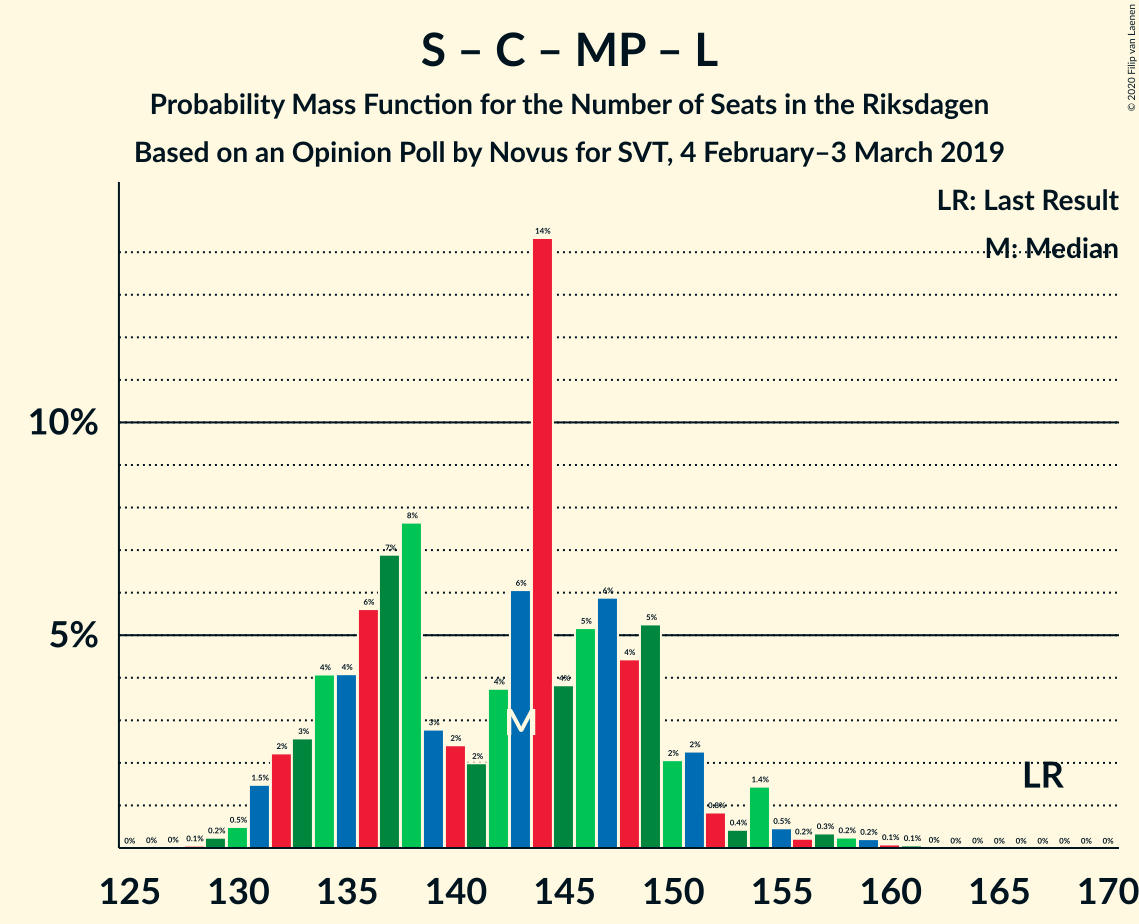 © 2020 Filip van Laenen
S – C – MP – L
Probability Mass Function for the Number of Seats in the Riksdagen
Based on an Opinion Poll by Novus for SVT, 4 February–3 March 2019
LR: Last Result
M: Median
10%
5%
0% 0% 0% 0.1% 0.2% 0.5% 1.5% 2% 3% 4% 4% 6% 7% 8% 3% 2% 2% 4% 6% 14% 4% 5% 6% 4% 5% 2% 2% 0.8% 0.4% 1.4% 0.5% 0.2% 0.3% 0.2% 0.2% 0.1% 0.1% 0% 0% 0% 0% 0% 0% 0% 0% 0%
M
LR
125 130 135 140 145 150 155 160 165 170